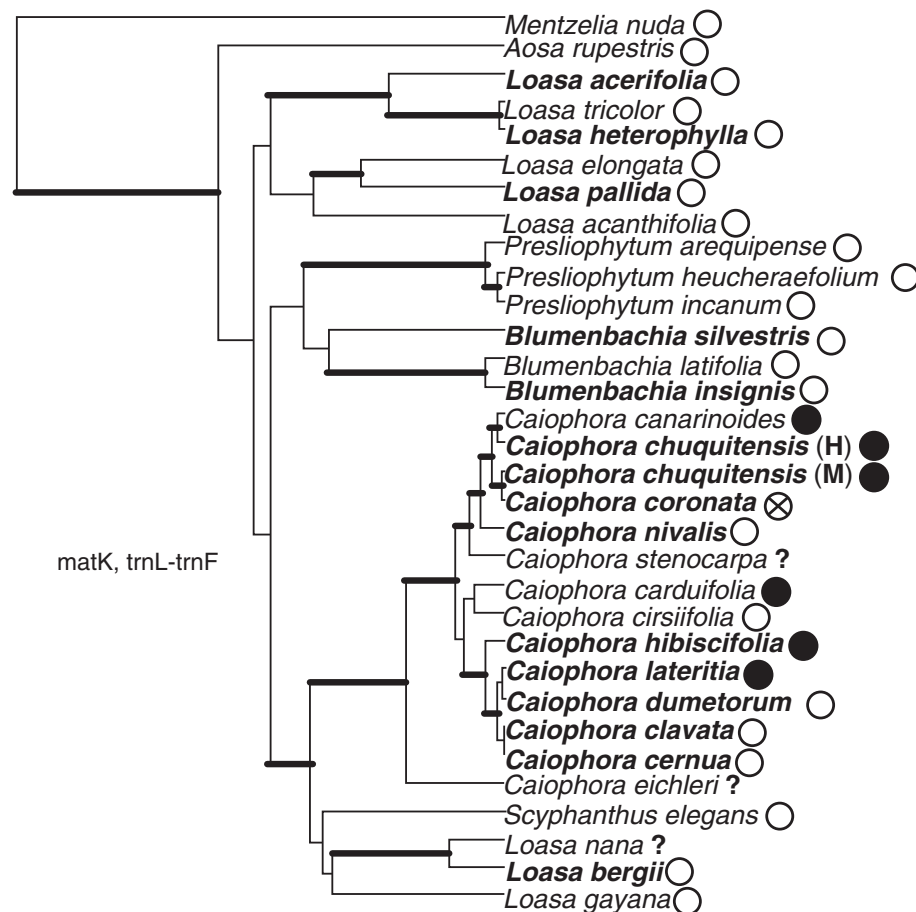 Mentzelia nuda
Aosa rupestris
Loasa acerifolia
Loasa tricolor
Loasa heterophylla
Loasa elongata
Loasa pallida
Loasa acanthifolia
Presliophytum arequipense
Presliophytum heucheraefolium
Presliophytum incanum
Blumenbachia silvestris
Blumenbachia latifolia
Blumenbachia insignis
Caiophora canarinoides
Caiophora chuquitensis (H)
Caiophora chuquitensis (M)
Caiophora coronata
Caiophora nivalis
Caiophora stenocarpa ?
matK, trnL-trnF
Caiophora carduifolia
Caiophora cirsiifolia
Caiophora hibiscifolia
Caiophora lateritia
Caiophora dumetorum
Caiophora clavata
Caiophora cernua
Caiophora eichleri ?
Scyphanthus elegans
Loasa nana ?
Loasa bergii
Loasa gayana